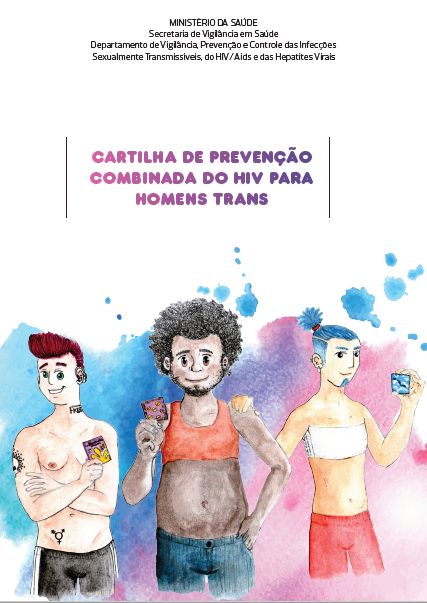 MINISTÉRIO DA SAÚDE
Secretaria de Vigilância em Saúde
Departamento de Vigilância, Prevenção e Controle das Infecções
Sexualmente Transmissíveis, do HIV/Aids e das Hepatites Virais
CARTILHA DE PREVENÇÃO
COMBINADA DO HIV PARA
HOMENS TRANS